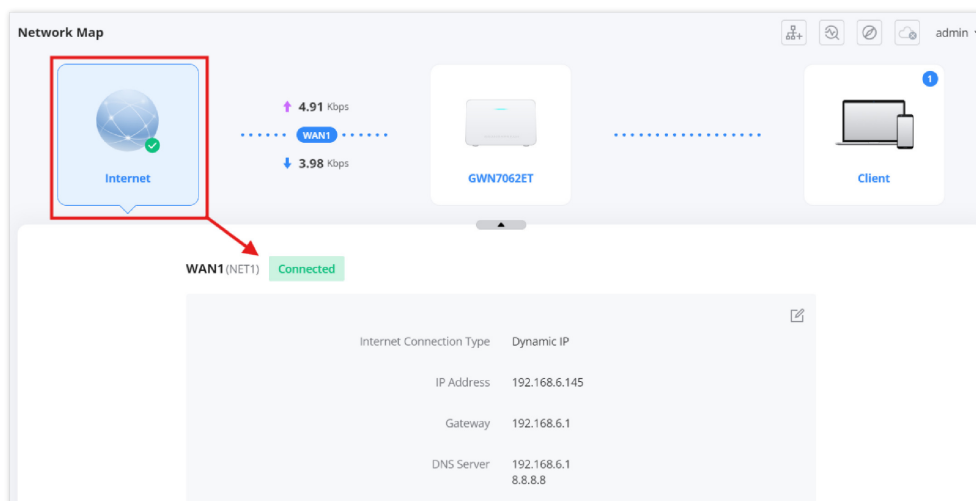 Network Map
admin
1
4.91 Kbps
WAN1
3.98 Kbps
Internet
GWN7062ET
Client
WAN1(NET1) Connected
Internet Connection Type Dynamic IP
IP Address 192.168.6.145
Gateway 192.168.6.1
DNS Server 192.168.6.1
8.8.8.8